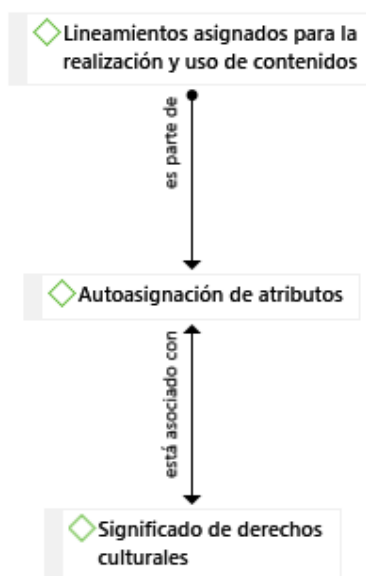 Lineamientos asignados para la
realización y uso de contenidos
es parte de
Autoasignación de atributos
está asociado con
Significado de derechos
culturales